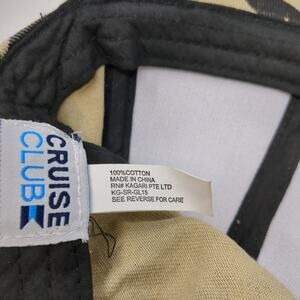 CRUISE
CLUB
100%COTTON
MADE IN CHINA
RN# KAGARI PTE LTD
KG-SR-GL15
SEE REVERSE FOR CARE